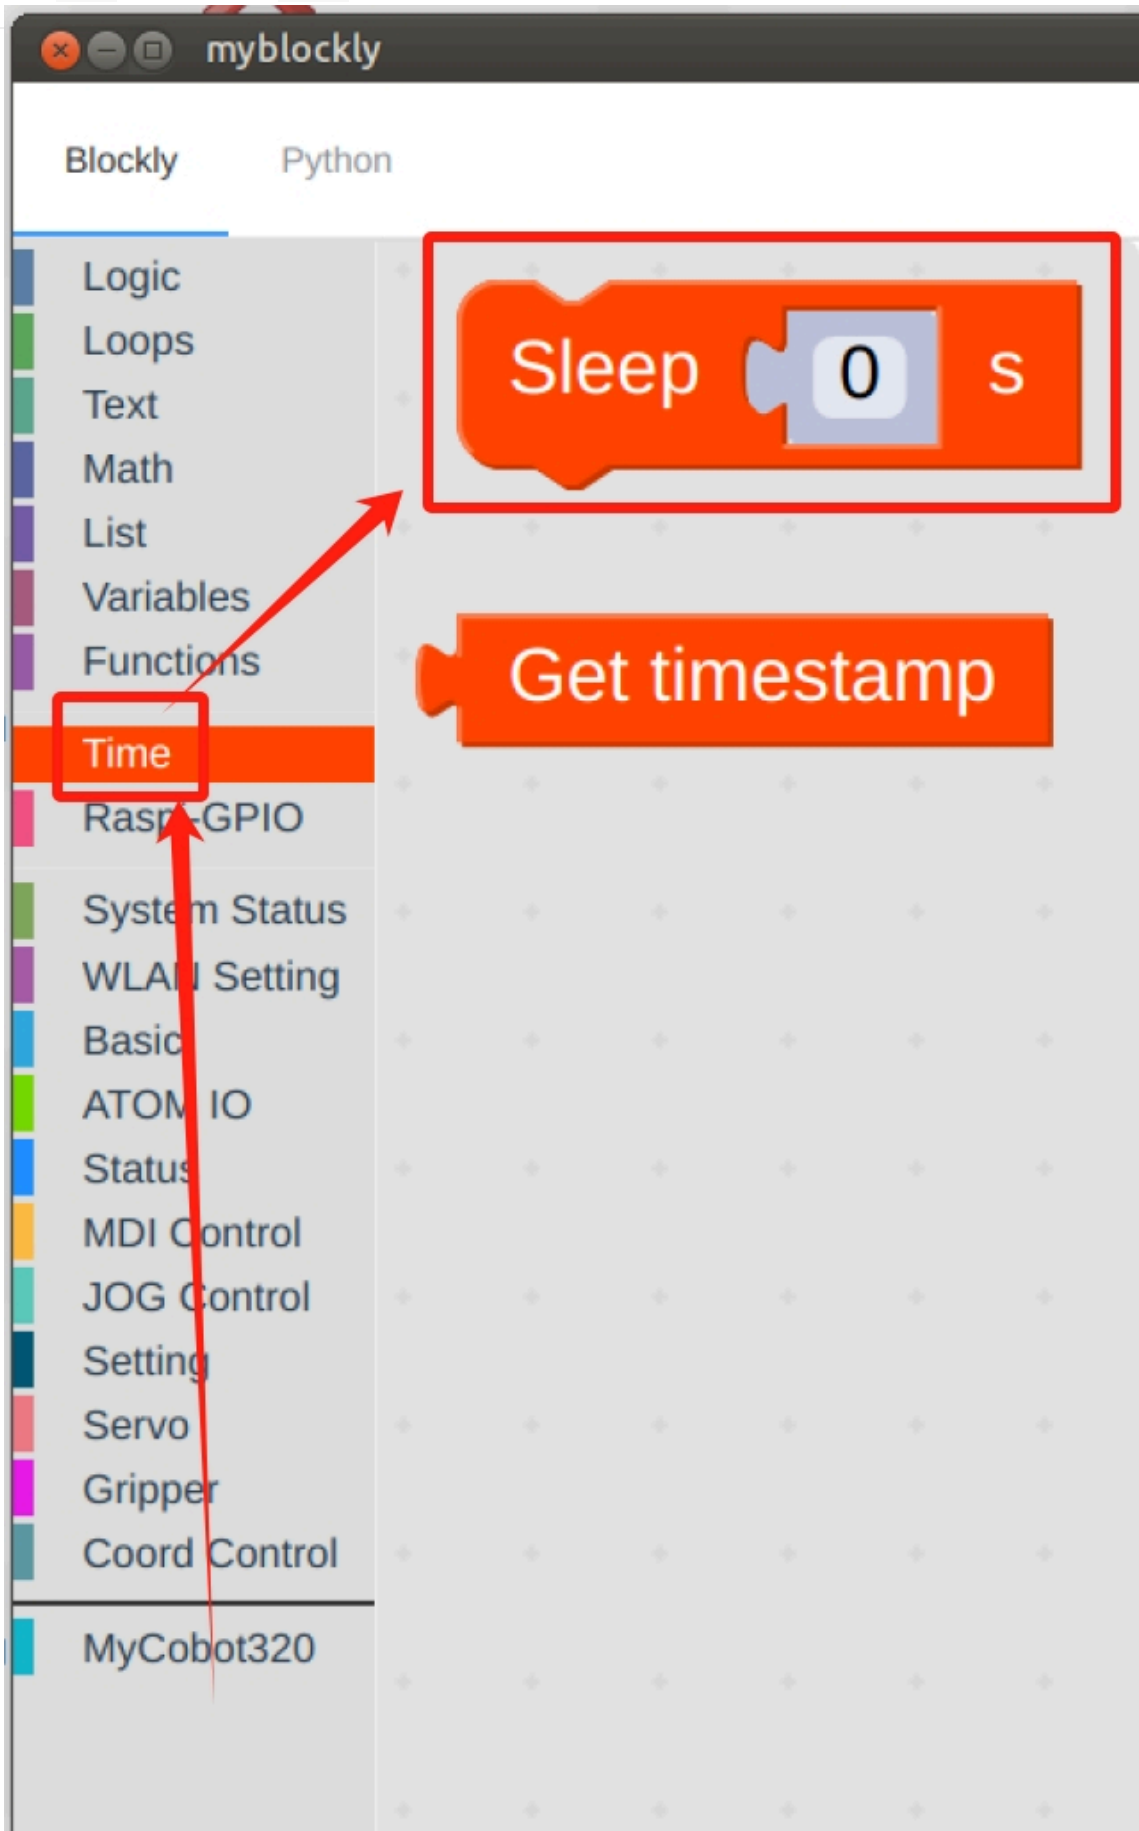 myblockly
Blockly Python
Logic
Loops
Text
Math
List
Variables
Functions
Time
Raspi-GPIO
System Status
WLAN Setting
Basic
ATOM IO
Status
MDI Control
JOG Control
Setting
Servo
Gripper
Coord Control
MyCobot320
Sleep 0 s
Get timestamp